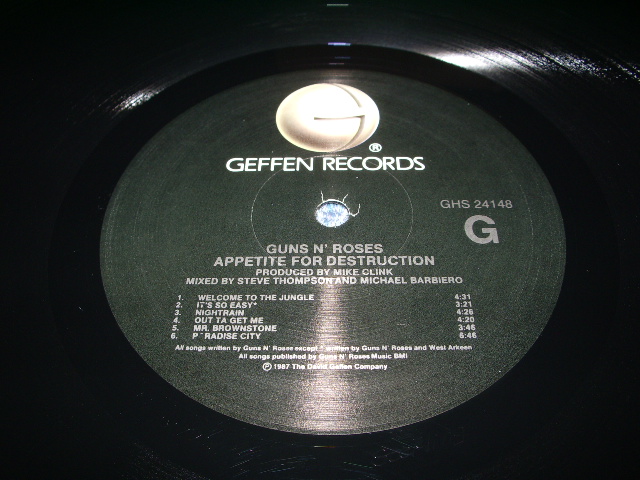 G
®
GEFFEN RECORDS
GHS 24148
G
GUNS N' ROSES
APPETITE FOR DESTRUCTION
PRODUCED BY MIKE CLINK
MIXED BY STEVE THOMPSON AND MICHAEL BARBIERO
1. WELCOME TO THE JUNGLE 4:31
2. IT'S SO EASY* 3:21
3. NIGHTRAIN 4:26
4. OUT TA GET ME 4:20
5. MR. BROWNSTONE 3:46
6. P'RADISE CITY 6:46
All songs written by Guns N' Roses except * written by Guns N' Roses and West Arkeen
All songs published by Guns N' Roses Music BMI
℗ 1987 The David Geffen Company